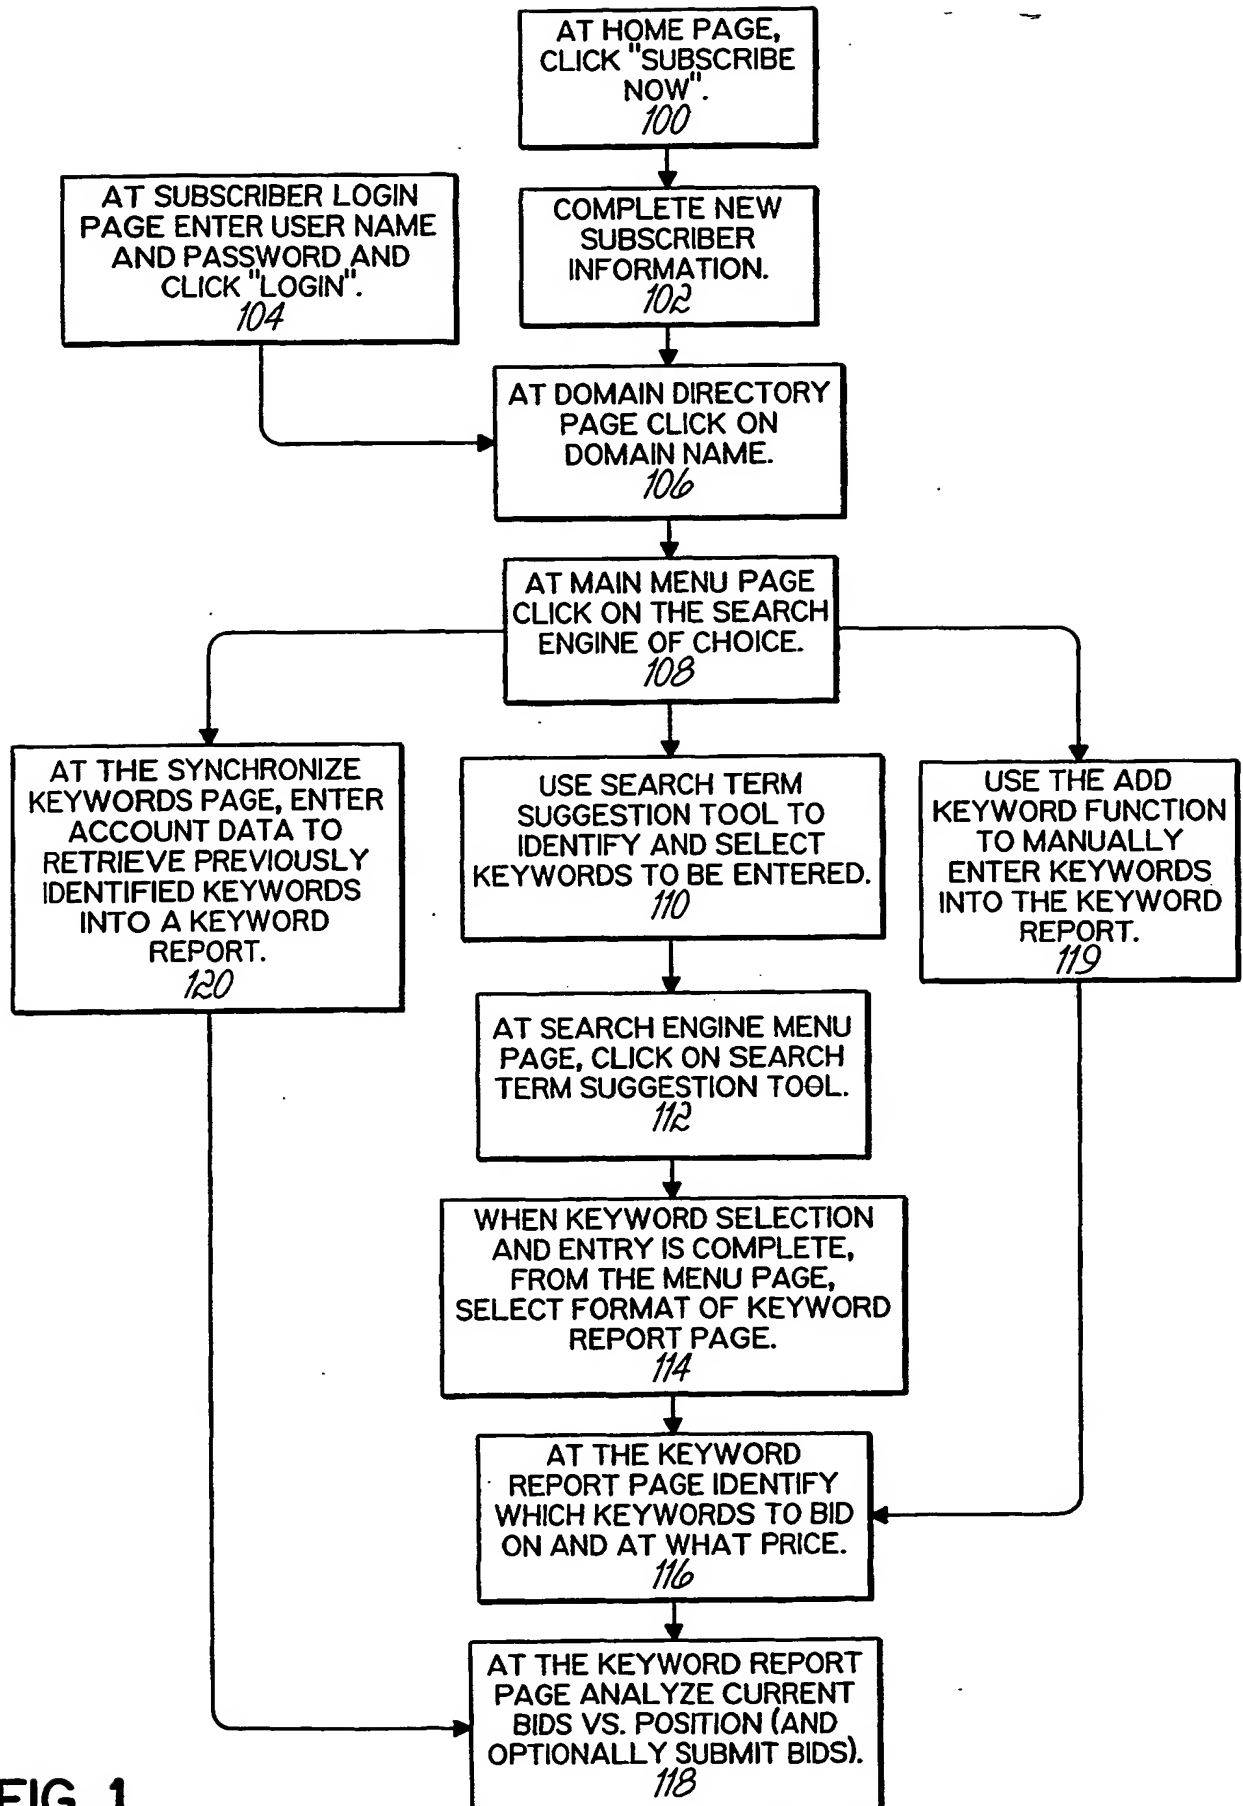 AT HOME PAGE,
CLICK "SUBSCRIBE
NOW".
100
AT SUBSCRIBER LOGIN
PAGE ENTER USER NAME
AND PASSWORD AND
CLICK "LOGIN".
104
COMPLETE NEW
SUBSCRIBER
INFORMATION.
102
AT DOMAIN DIRECTORY
PAGE CLICK ON
DOMAIN NAME.
106
AT MAIN MENU PAGE
CLICK ON THE SEARCH
ENGINE OF CHOICE.
108
AT THE SYNCHRONIZE
KEYWORDS PAGE, ENTER
ACCOUNT DATA TO
RETRIEVE PREVIOUSLY
IDENTIFIED KEYWORDS
INTO A KEYWORD
REPORT.
120
USE SEARCH TERM
SUGGESTION TOOL TO
IDENTIFY AND SELECT
KEYWORDS TO BE ENTERED.
110
USE THE ADD
KEYWORD FUNCTION
TO MANUALLY
ENTER KEYWORDS
INTO THE KEYWORD
REPORT.
119
AT SEARCH ENGINE MENU
PAGE, CLICK ON SEARCH
TERM SUGGESTION TOOL.
112
WHEN KEYWORD SELECTION
AND ENTRY IS COMPLETE,
FROM THE MENU PAGE,
SELECT FORMAT OF KEYWORD
REPORT PAGE.
114
AT THE KEYWORD
REPORT PAGE IDENTIFY
WHICH KEYWORDS TO BID
ON AND AT WHAT PRICE.
116
AT THE KEYWORD REPORT
PAGE ANALYZE CURRENT
BIDS VS. POSITION (AND
OPTIONALLY SUBMIT BIDS).
118
FIG. 1